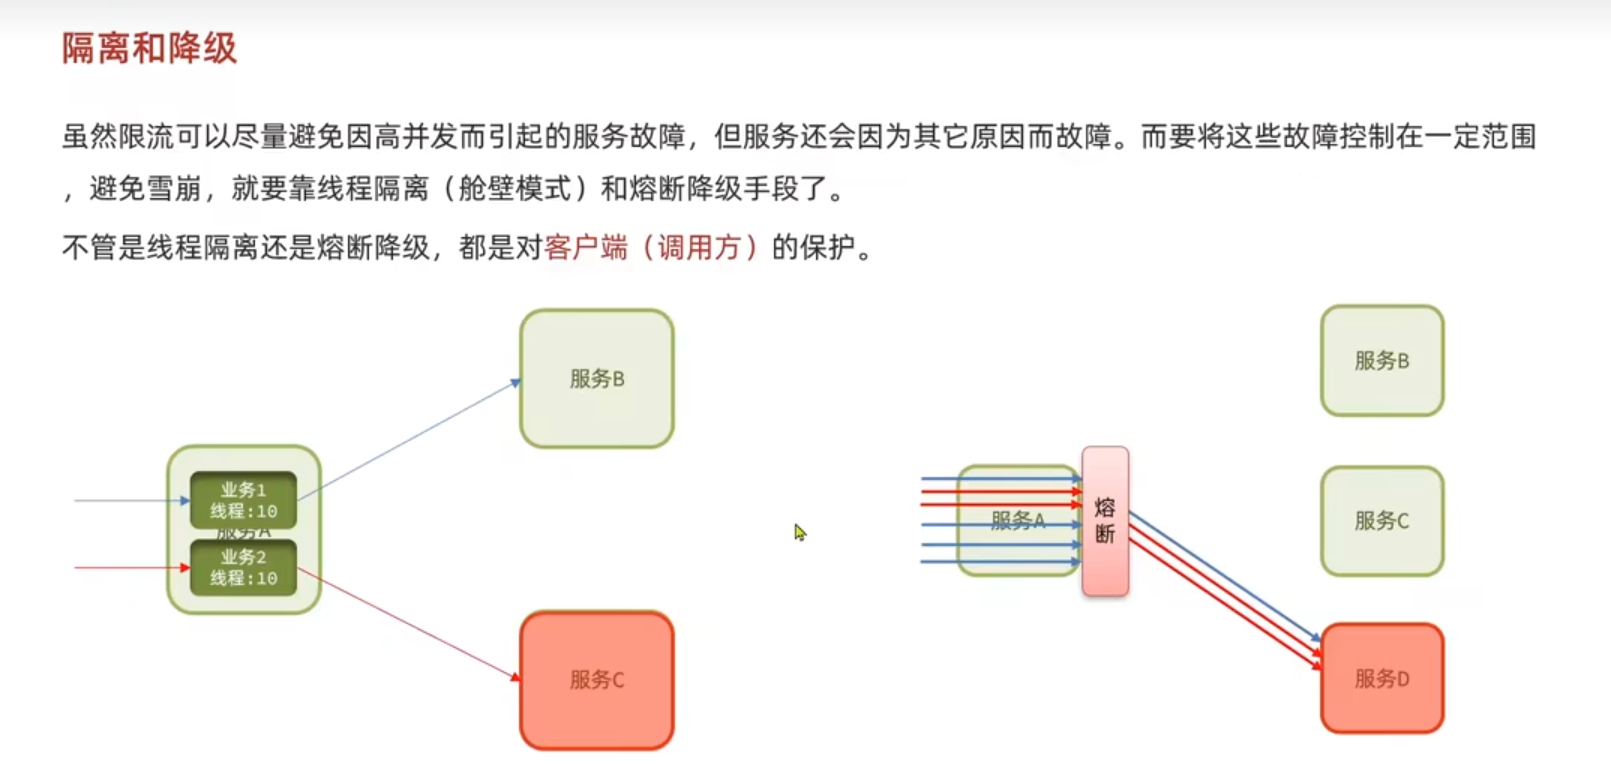 隔离和降级
虽然限流可以尽量避免因高并发而引起的服务故障，但服务还会因为其它原因而故障。而要将这些故障控制在一定范围
，避免雪崩，就要靠线程隔离（舱壁模式）和熔断降级手段了。
不管是线程隔离还是熔断降级，都是对客户端（调用方）的保护。
服务B
业务1
线程:10
服务A
业务2
线程:10
服务C
服务B
服务A
熔
断
服务C
服务D